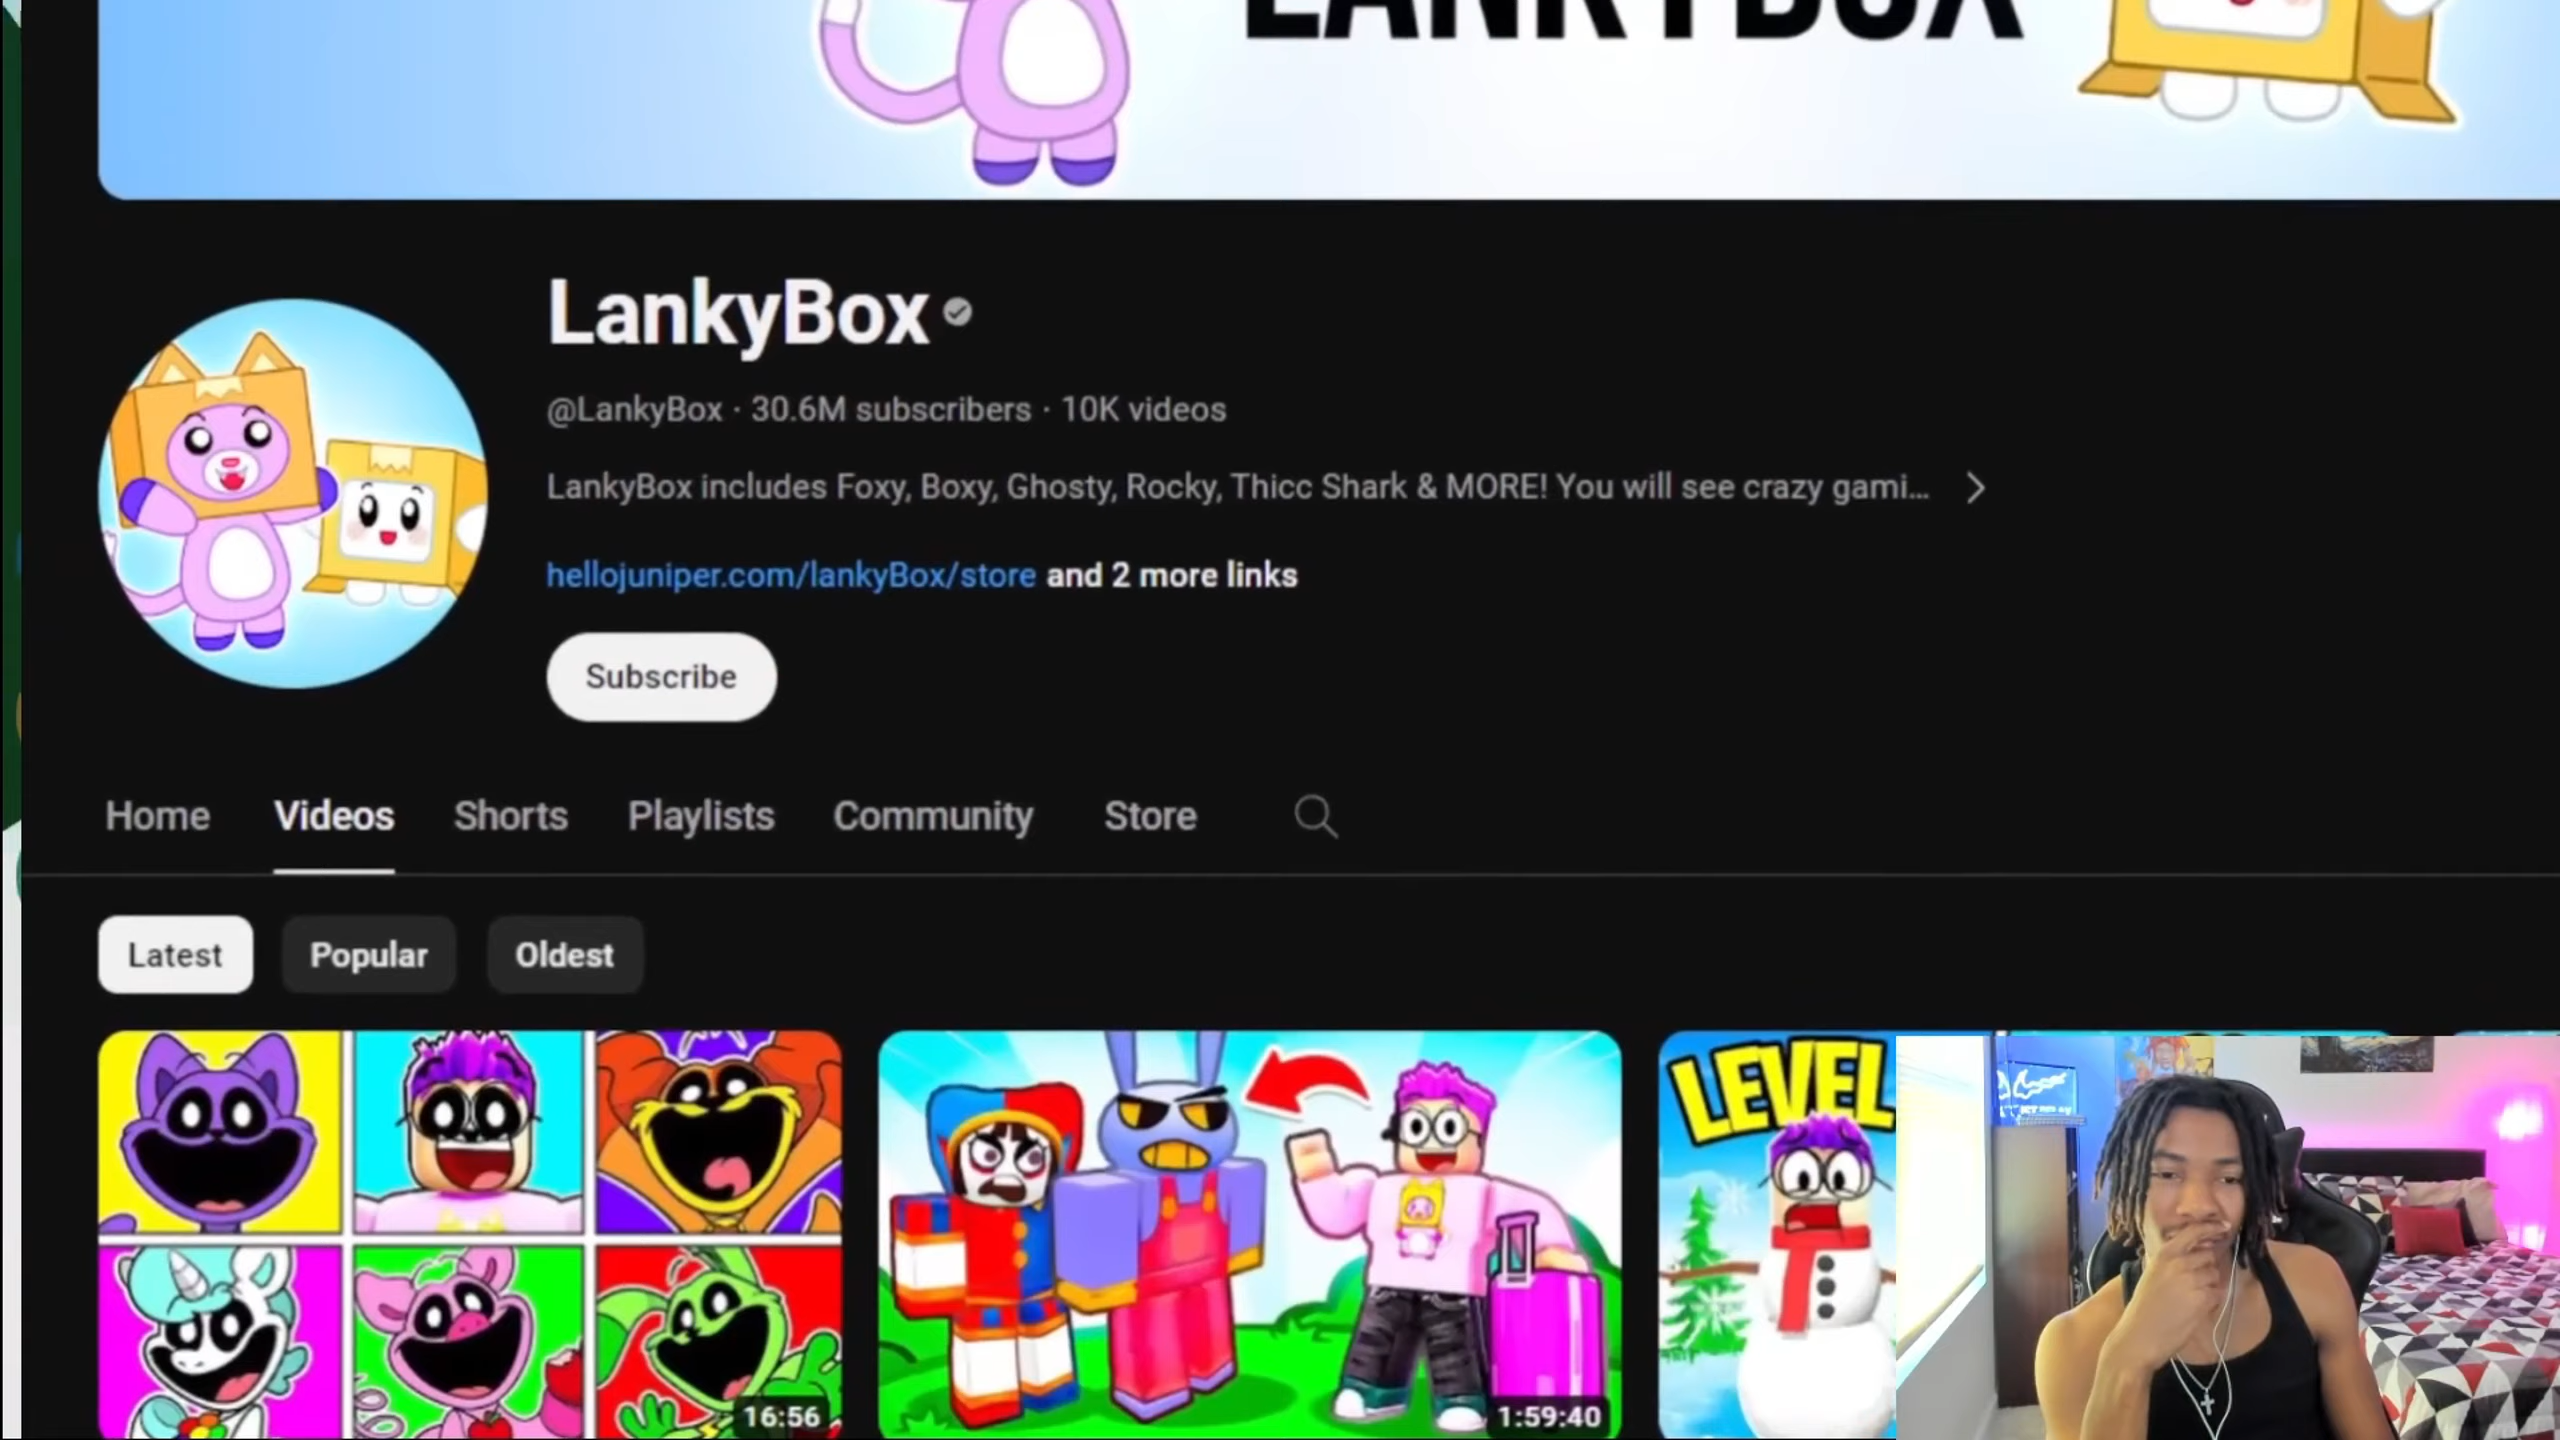 LANKYBOX
LankyBox
@LankyBox · 30.6M subscribers · 10K videos
LankyBox includes Foxy, Boxy, Ghosty, Rocky, Thicc Shark & MORE! You will see crazy gami...
hellojuniper.com/lankyBox/store and 2 more links
Subscribe
Home Videos Shorts Playlists Community Store
Latest Popular Oldest
LEVEL
16:56
1:59:40